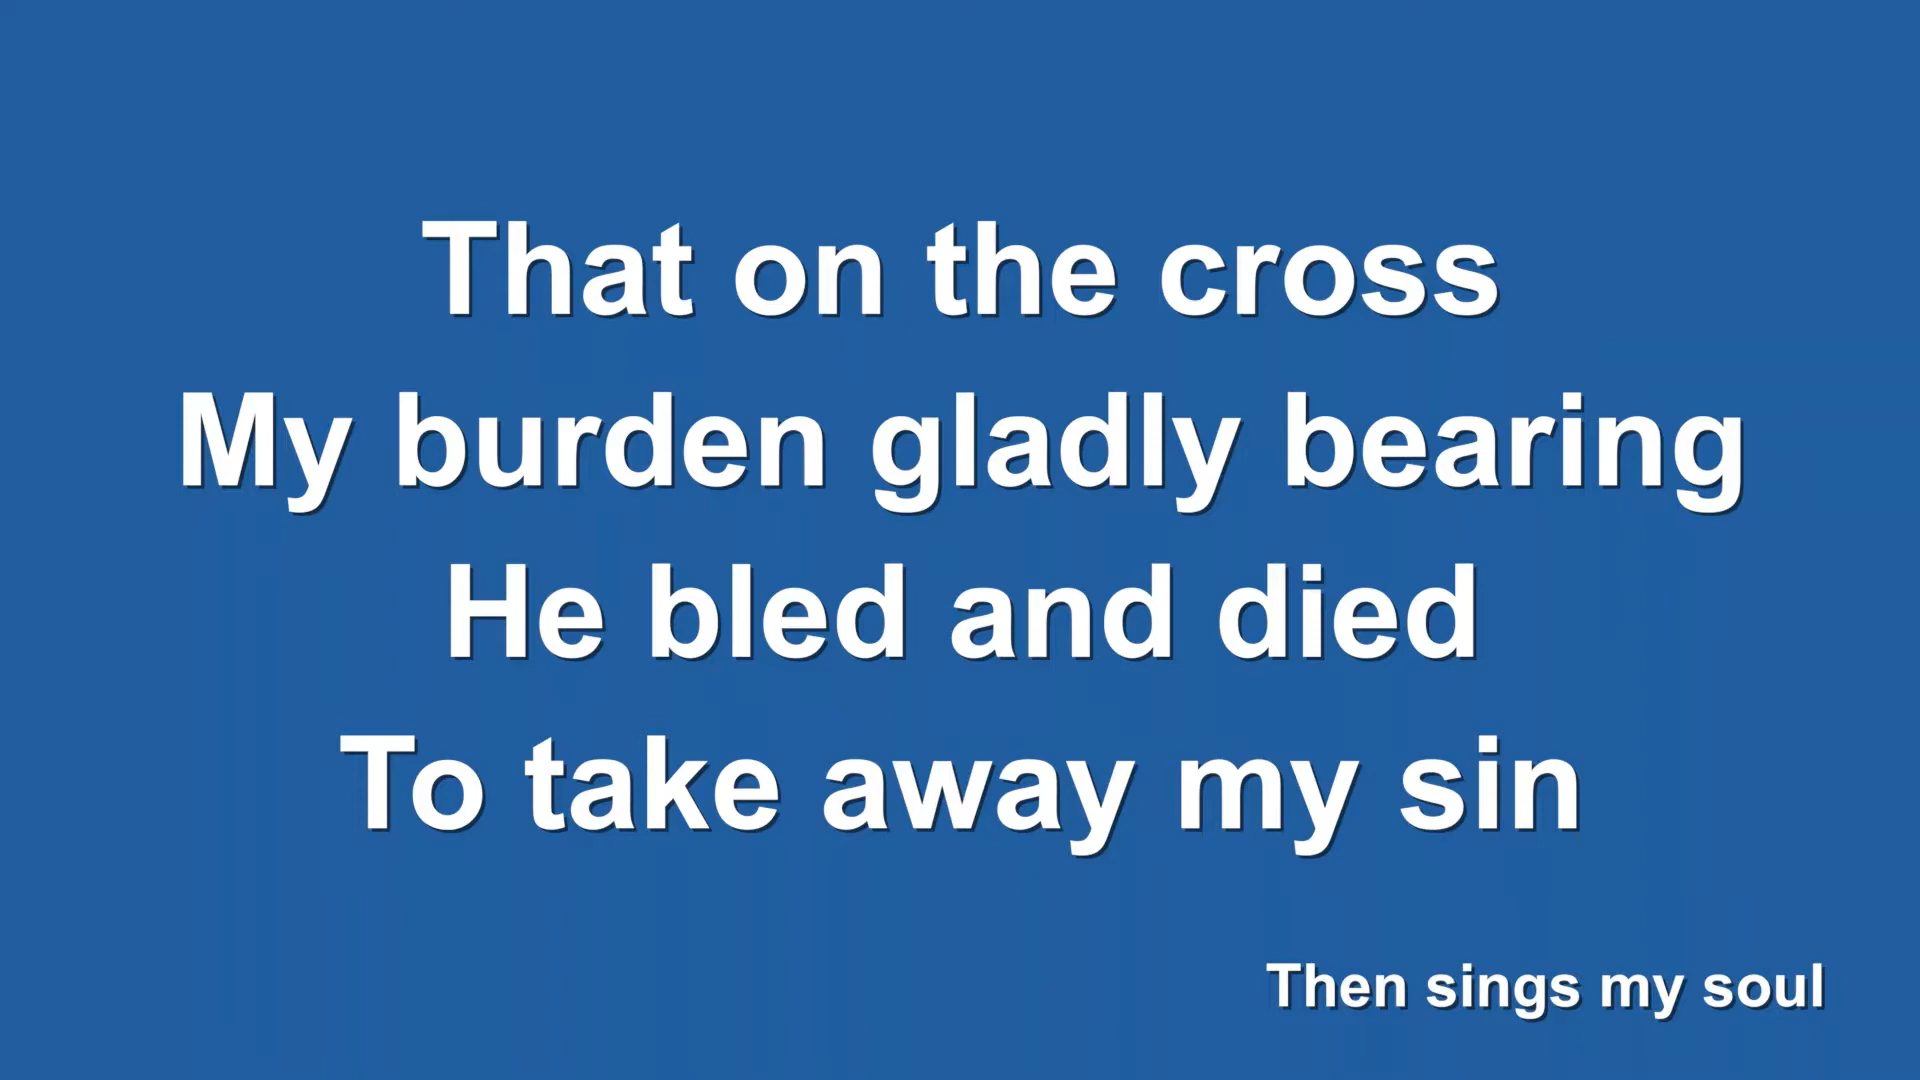 That on the cross
My burden gladly bearing
He bled and died
To take away my sin
Then sings my soul